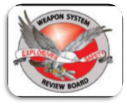 WEAPON SYSTEM
EXPLOSIVES SAFETY
REVIEW BOARD